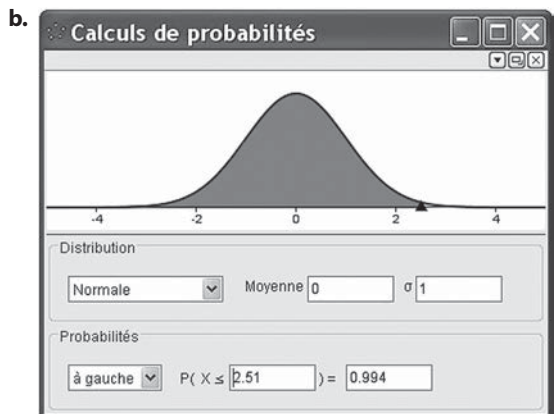 b.
Calculs de probabilités
-4 -2 0 2 4
Distribution
Normale Moyenne 0 σ 1
Probabilités
à gauche P( X ≤ 2.51 ) = 0.994